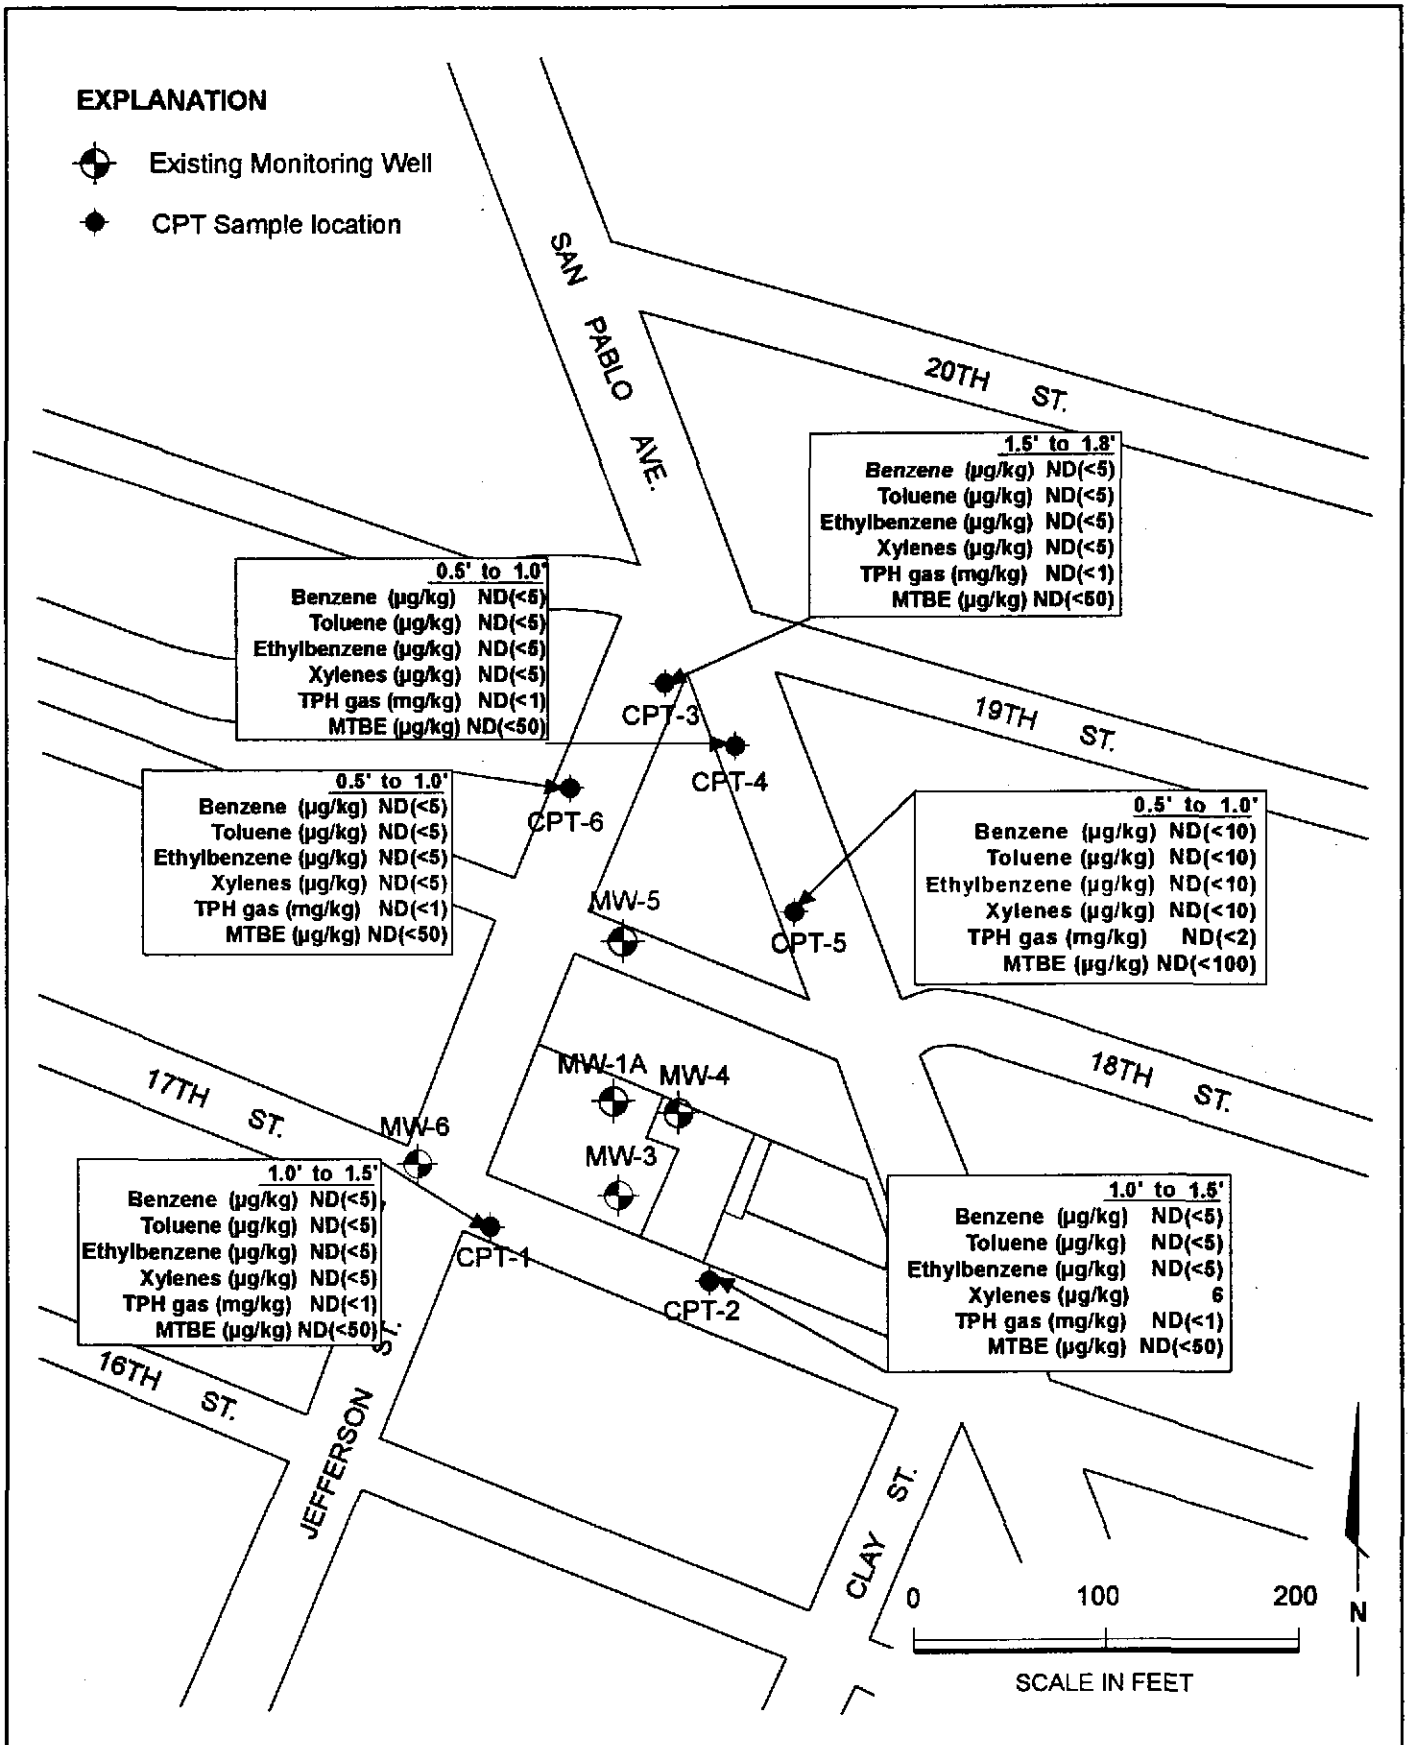 EXPLANATION
Existing Monitoring Well
CPT Sample location
SAN PABLO AVE.
20TH ST.
1.5' to 1.8'
Benzene (µg/kg) ND(<5)
Toluene (µg/kg) ND(<5)
Ethylbenzene (µg/kg) ND(<5)
Xylenes (µg/kg) ND(<5)
TPH gas (mg/kg) ND(<1)
MTBE (µg/kg) ND(<50)
0.5' to 1.0'
Benzene (µg/kg) ND(<5)
Toluene (µg/kg) ND(<5)
Ethylbenzene (µg/kg) ND(<5)
Xylenes (µg/kg) ND(<5)
TPH gas (mg/kg) ND(<1)
MTBE (µg/kg) ND(<50)
CPT-3
19TH ST.
CPT-4
0.5' to 1.0'
Benzene (µg/kg) ND(<5)
Toluene (µg/kg) ND(<5)
Ethylbenzene (µg/kg) ND(<5)
Xylenes (µg/kg) ND(<5)
TPH gas (mg/kg) ND(<1)
MTBE (µg/kg) ND(<50)
CPT-6
0.5' to 1.0'
Benzene (µg/kg) ND(<10)
Toluene (µg/kg) ND(<10)
Ethylbenzene (µg/kg) ND(<10)
Xylenes (µg/kg) ND(<10)
TPH gas (mg/kg) ND(<2)
MTBE (µg/kg) ND(<100)
MW-5
CPT-5
17TH ST.
MW-1A
MW-4
18TH ST.
MW-6
MW-3
1.0' to 1.5'
Benzene (µg/kg) ND(<5)
Toluene (µg/kg) ND(<5)
Ethylbenzene (µg/kg) ND(<5)
Xylenes (µg/kg) ND(<5)
TPH gas (mg/kg) ND(<1)
MTBE (µg/kg) ND(<50)
CPT-1
CPT-2
1.0' to 1.5'
Benzene (µg/kg) ND(<5)
Toluene (µg/kg) ND(<5)
Ethylbenzene (µg/kg) ND(<5)
Xylenes (µg/kg) 6
TPH gas (mg/kg) ND(<1)
MTBE (µg/kg) ND(<50)
16TH ST.
JEFFERSON ST.
CLAY ST.
0 100 200
SCALE IN FEET
N